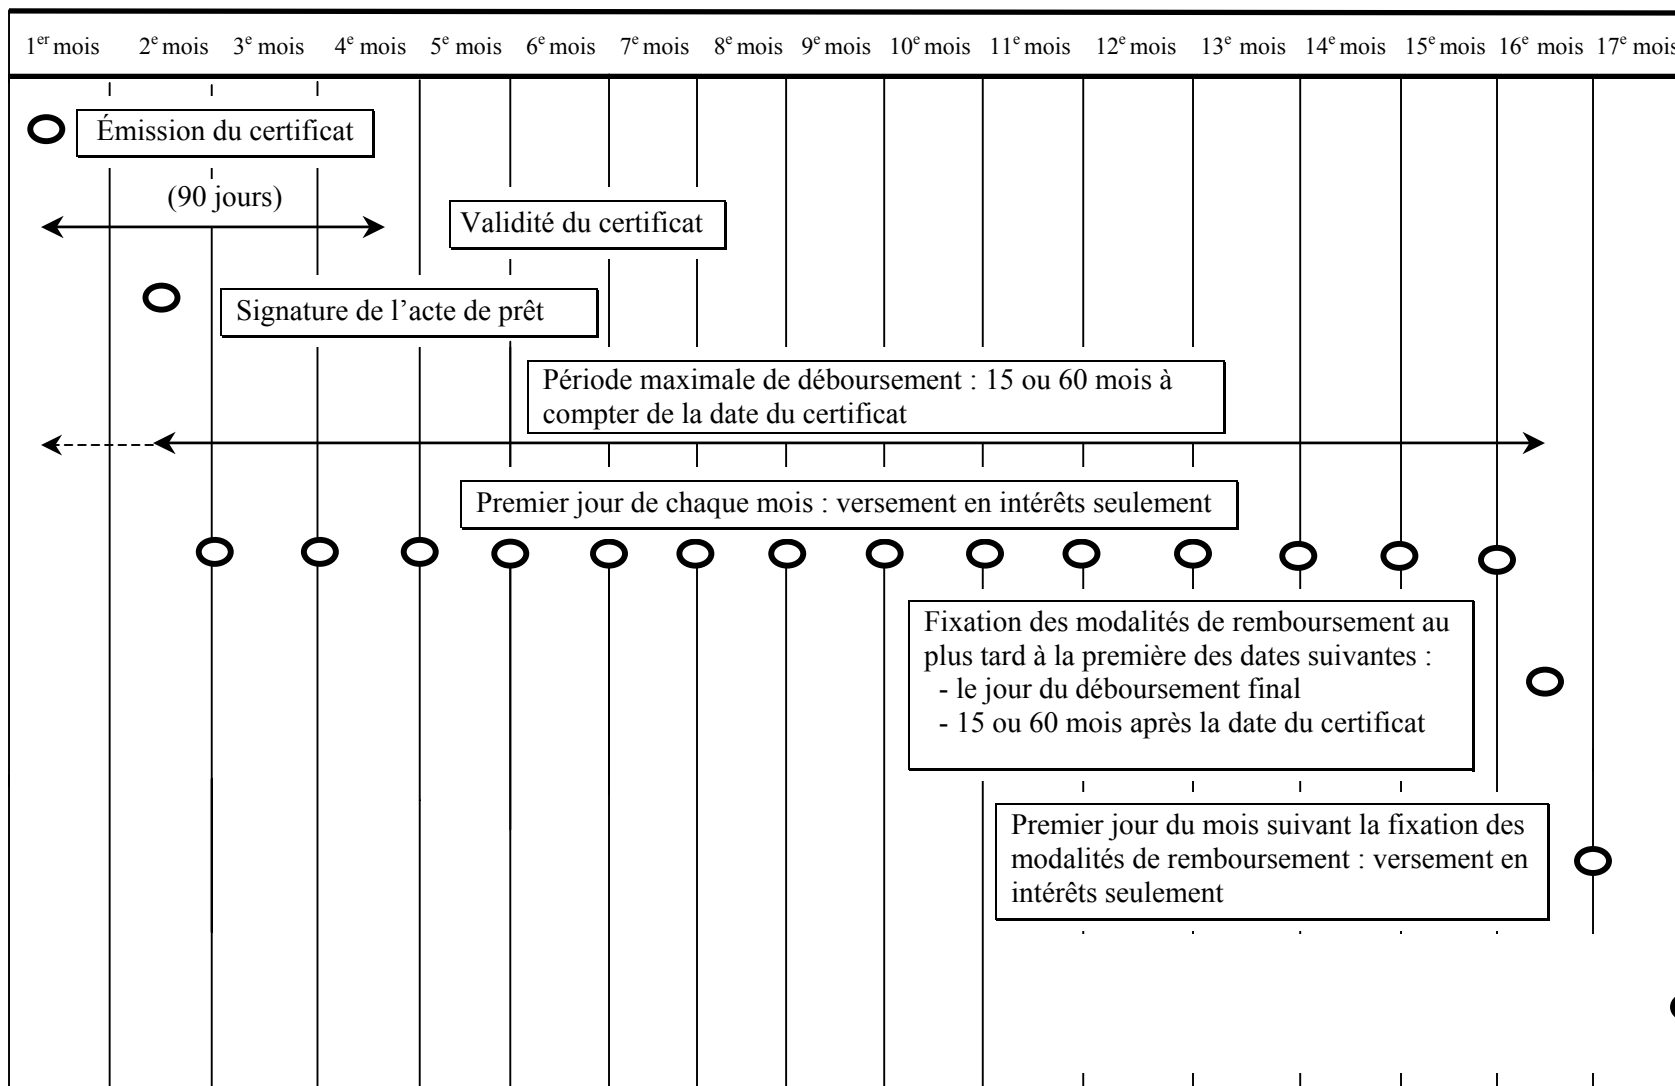 1er mois 2e mois 3e mois 4e mois 5e mois 6e mois 7e mois 8e mois 9e mois 10e mois 11e mois 12e mois 13e mois 14e mois 15e mois 16e mois 17e mois
Émission du certificat
(90 jours)
Validité du certificat
Signature de l’acte de prêt
Période maximale de déboursement : 15 ou 60 mois à
compter de la date du certificat
Premier jour de chaque mois : versement en intérêts seulement
Fixation des modalités de remboursement au
plus tard à la première des dates suivantes :
- le jour du déboursement final
- 15 ou 60 mois après la date du certificat
Premier jour du mois suivant la fixation des
modalités de remboursement : versement en
intérêts seulement